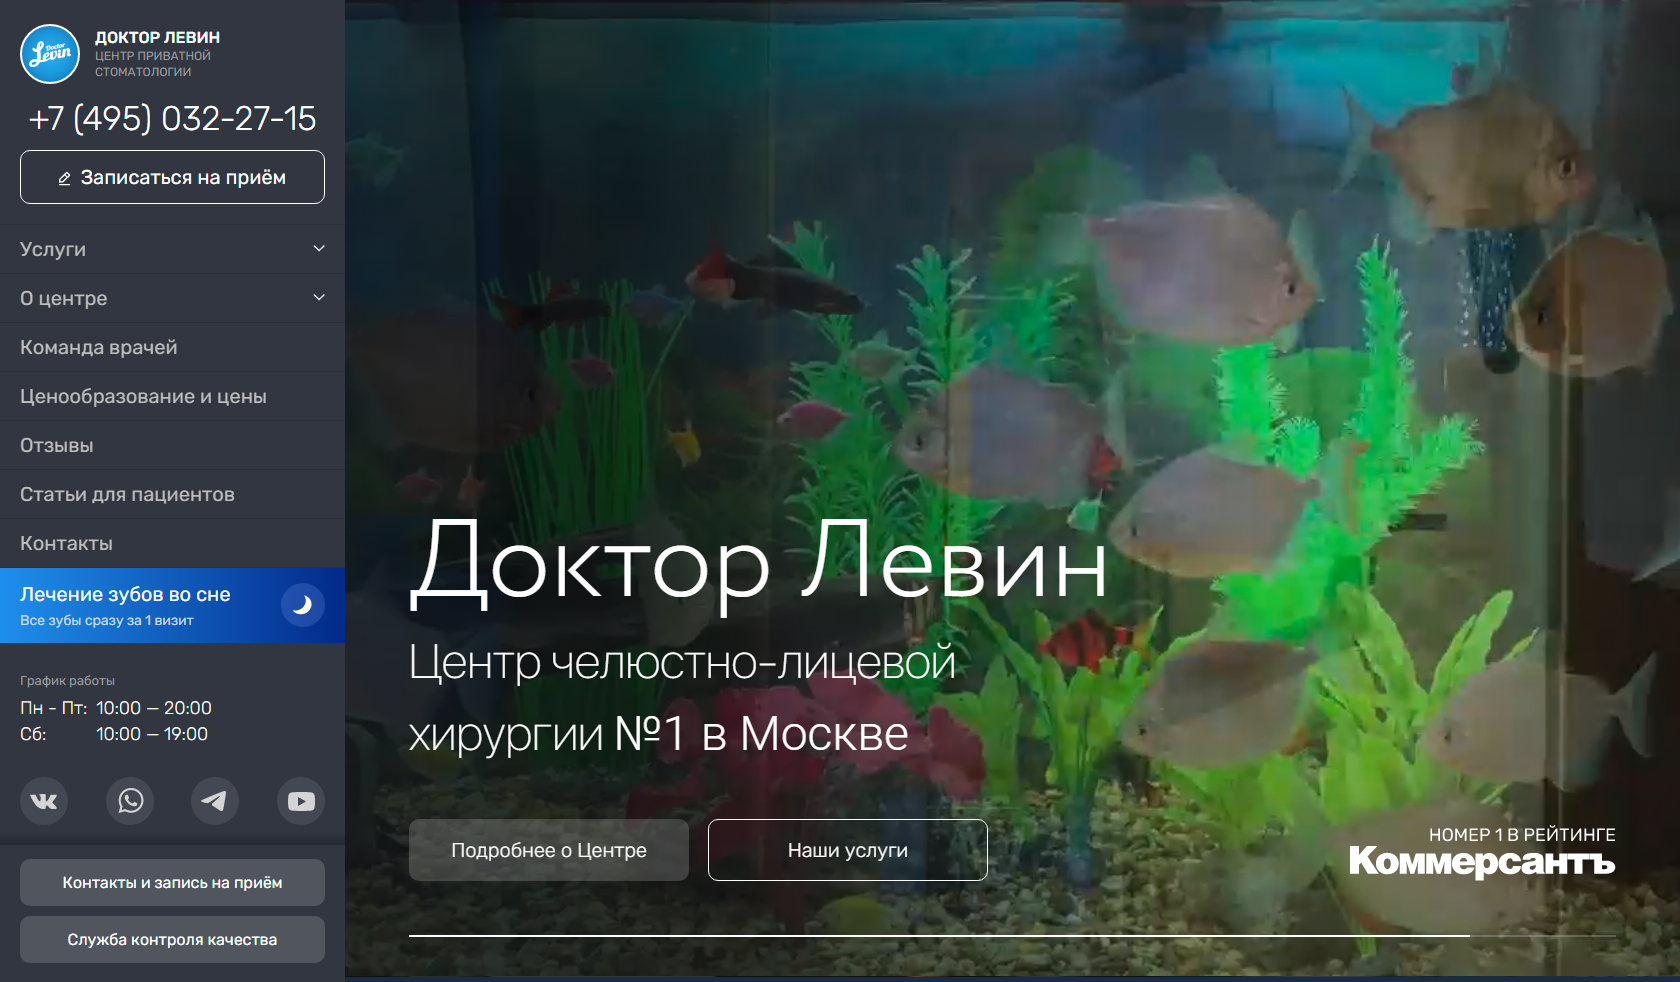 Doctor
Levin
ДОКТОР ЛЕВИН
ЦЕНТР ПРИВАТНОЙ
СТОМАТОЛОГИИ
+7 (495) 032-27-15
Записаться на приём
Услуги
О центре
Команда врачей
Ценообразование и цены
Отзывы
Статьи для пациентов
Контакты
Лечение зубов во сне
Все зубы сразу за 1 визит
График работы
Пн - Пт: 10:00 — 20:00
Сб: 10:00 — 19:00
Контакты и запись на приём
Служба контроля качества
Доктор Левин
Центр челюстно-лицевой
хирургии №1 в Москве
Подробнее о Центре
Наши услуги
НОМЕР 1 В РЕЙТИНГЕ
Коммерсантъ